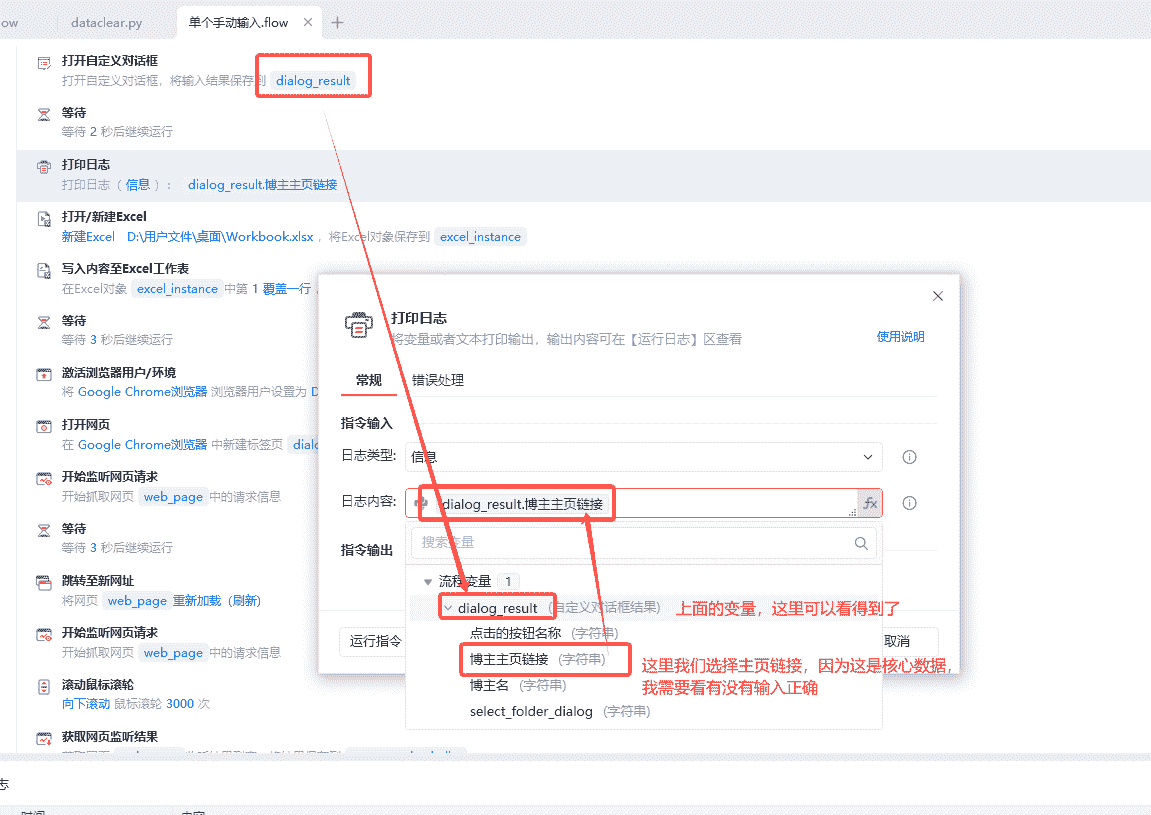 ow
dataclear.py
单个手动输入.flow
打开自定义对话框
打开自定义对话框，将输入结果保存到 dialog_result
等待
等待 2 秒后继续运行
打印日志
打印日志（ 信息 ）： dialog_result.博主主页链接
打开/新建Excel
新建Excel D:\用户文件\桌面\Workbook.xlsx ，将Excel对象保存到 excel_instance
写入内容至Excel工作表
在Excel对象 excel_instance 中第 1 覆盖一行 ，
等待
等待 3 秒后继续运行
激活浏览器用户/环境
将 Google Chrome浏览器 浏览器用户设置为 D
打开网页
在 Google Chrome浏览器 中新建标签页 dialo
开始监听网页请求
开始抓取网页 web_page 中的请求信息
等待
等待 3 秒后继续运行
跳转至新网址
将网页 web_page 重新加载（刷新）
开始监听网页请求
开始抓取网页 web_page 中的请求信息
滚动鼠标滚轮
向下滚动 鼠标滚轮 3000 次
获取网页监听结果
打印日志
将变量或者文本打印输出，输出内容可在【运行日志】区查看
使用说明
常规
错误处理
指令输入
日志类型: 信息
日志内容: dialog_result.博主主页链接 fx
搜索变量
指令输出
流程变量 1
dialog_result (自定义对话框结果) 上面的变量，这里可以看得到了
点击的按钮名称 (字符串)
运行指令
取消
博主主页链接 (字符串) 这里我们选择主页链接，因为这是核心数据，
我需要看有没有输入正确
博主名 (字符串)
select_folder_dialog (字符串)
志
时间
内容